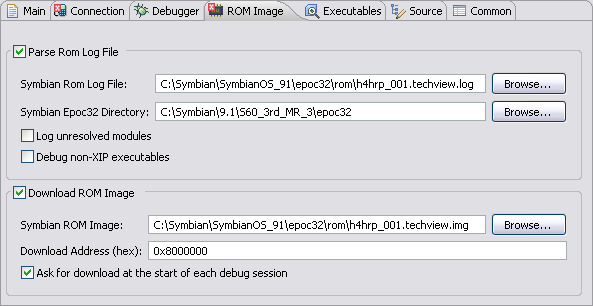 Main Connection Debugger ROM Image Executables Source Common
Parse Rom Log File
Symbian Rom Log File: C:\Symbian\SymbianOS_91\epoc32\rom\h4hrp_001.techview.log Browse...
Symbian Epoc32 Directory: C:\Symbian\9.1\S60_3rd_MR_3\epoc32 Browse...
Log unresolved modules
Debug non-XIP executables
Download ROM Image
Symbian ROM Image: C:\Symbian\SymbianOS_91\epoc32\rom\h4hrp_001.techview.img Browse...
Download Address (hex): 0x8000000
Ask for download at the start of each debug session